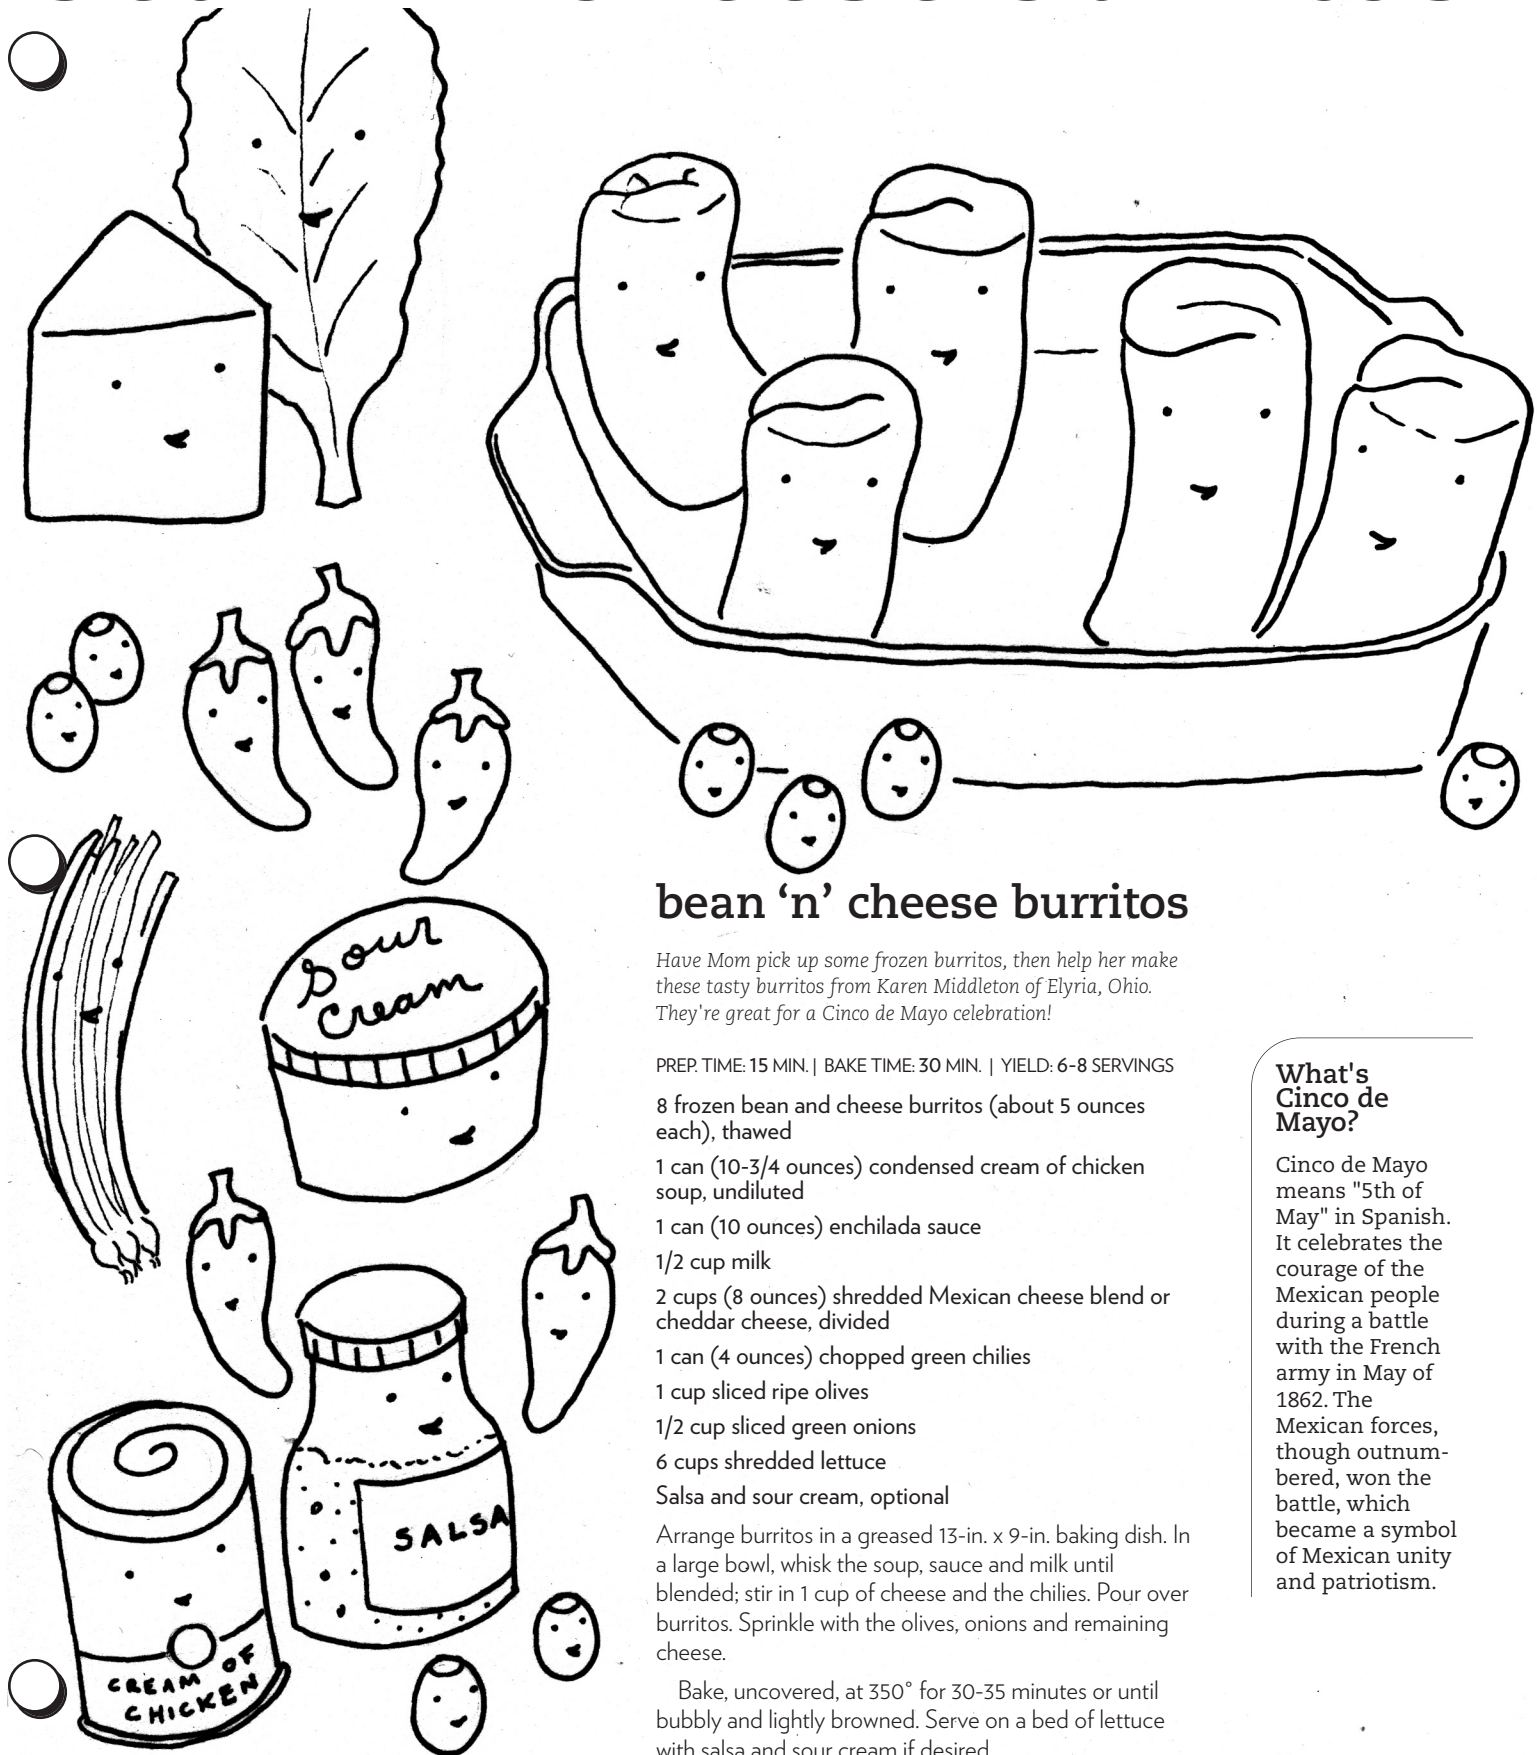 Sour
Cream
SALSA
CREAM OF
CHICKEN
bean ‘n’ cheese burritos
Have Mom pick up some frozen burritos, then help her make
these tasty burritos from Karen Middleton of Elyria, Ohio.
They're great for a Cinco de Mayo celebration!
PREP. TIME: 15 MIN. | BAKE TIME: 30 MIN. | YIELD: 6-8 SERVINGS
8 frozen bean and cheese burritos (about 5 ounces
each), thawed
1 can (10-3/4 ounces) condensed cream of chicken
soup, undiluted
1 can (10 ounces) enchilada sauce
1/2 cup milk
2 cups (8 ounces) shredded Mexican cheese blend or
cheddar cheese, divided
1 can (4 ounces) chopped green chilies
1 cup sliced ripe olives
1/2 cup sliced green onions
6 cups shredded lettuce
Salsa and sour cream, optional
Arrange burritos in a greased 13-in. x 9-in. baking dish. In
a large bowl, whisk the soup, sauce and milk until
blended; stir in 1 cup of cheese and the chilies. Pour over
burritos. Sprinkle with the olives, onions and remaining
cheese.
Bake, uncovered, at 350° for 30-35 minutes or until
bubbly and lightly browned. Serve on a bed of lettuce
with salsa and sour cream if desired.
What's
Cinco de
Mayo?
Cinco de Mayo
means "5th of
May" in Spanish.
It celebrates the
courage of the
Mexican people
during a battle
with the French
army in May of
1862. The
Mexican forces,
though outnum-
bered, won the
battle, which
became a symbol
of Mexican unity
and patriotism.